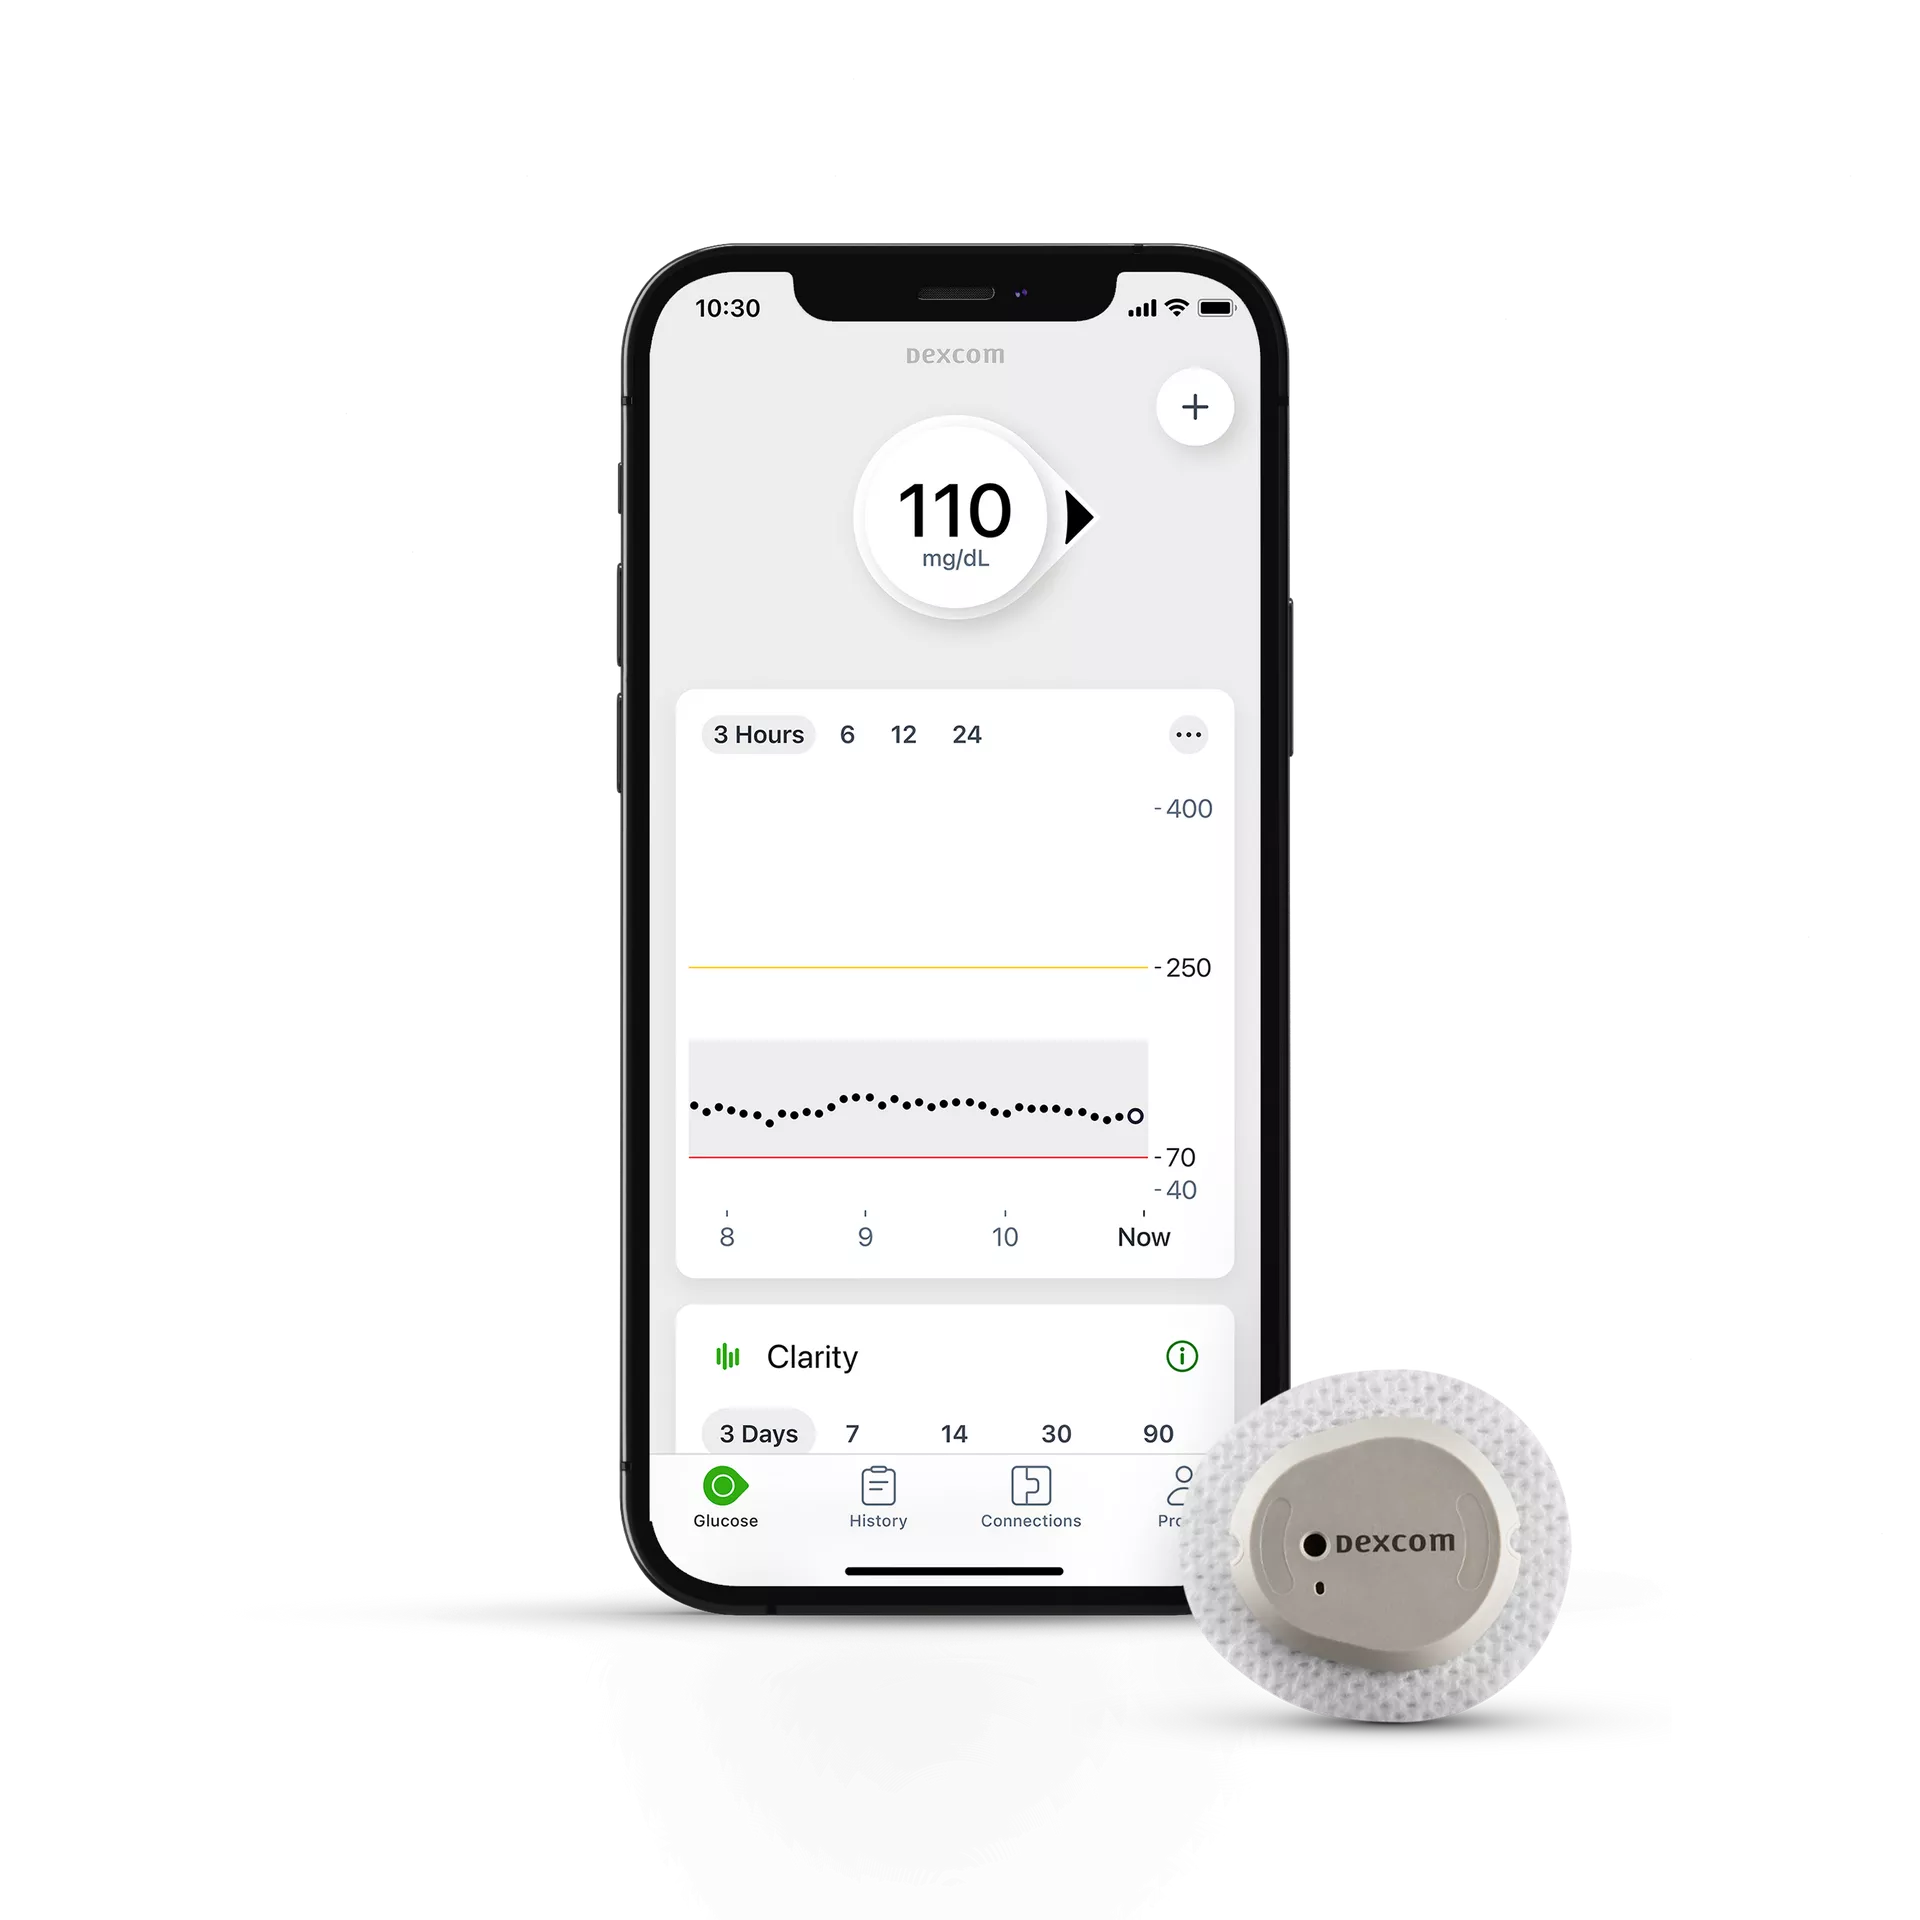 10:30
Dexcom
+
110
mg/dL
3 Hours 6 12 24
-400
-250
-70
-40
8 9 10 Now
Clarity
3 Days 7 14 30 90
Glucose History Connections
Dexcom